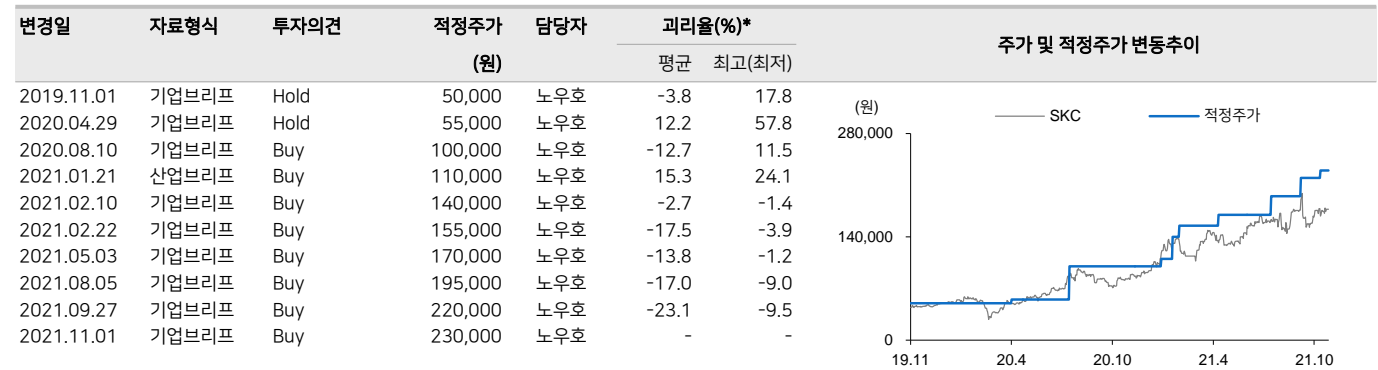 변경일 자료형식 투자의견 적정주가 담당자 괴리율(%)* 주가 및 적정주가 변동추이
(원) 평균 최고(최저)
2019.11.01 기업브리프 Hold 50,000 노우호 -3.8 17.8
2020.04.29 기업브리프 Hold 55,000 노우호 12.2 57.8
2020.08.10 기업브리프 Buy 100,000 노우호 -12.7 11.5
2021.01.21 산업브리프 Buy 110,000 노우호 15.3 24.1
2021.02.10 기업브리프 Buy 140,000 노우호 -2.7 -1.4
2021.02.22 기업브리프 Buy 155,000 노우호 -17.5 -3.9
2021.05.03 기업브리프 Buy 170,000 노우호 -13.8 -1.2
2021.08.05 기업브리프 Buy 195,000 노우호 -17.0 -9.0
2021.09.27 기업브리프 Buy 220,000 노우호 -23.1 -9.5
2021.11.01 기업브리프 Buy 230,000 노우호 - -
(원)
SKC 적정주가
280,000
140,000
0
19.11 20.4 20.10 21.4 21.10